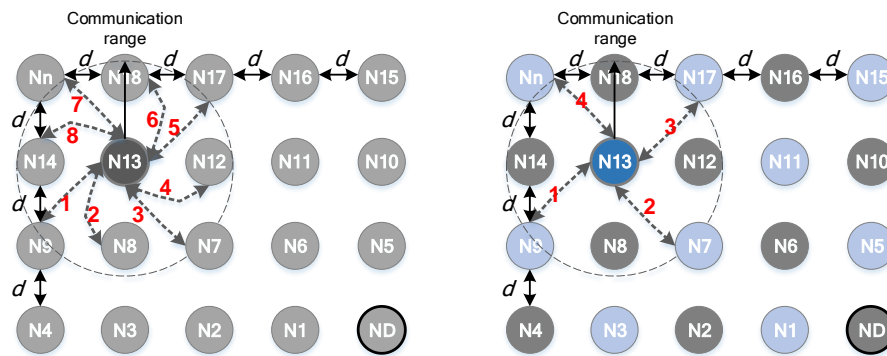 Communication
range
d d d d
Nn N18 N17 N16 N15
7 6 5
d 8
N14 N13 N12 N11 N10
4
d 1 2 3
N9 N8 N7 N6 N5
d
N4 N3 N2 N1 ND
Communication
range
d d d d
Nn N18 N17 N16 N15
4 3
d
N14 N13 N12 N11 N10
d 1 2
N9 N8 N7 N6 N5
d
N4 N3 N2 N1 ND